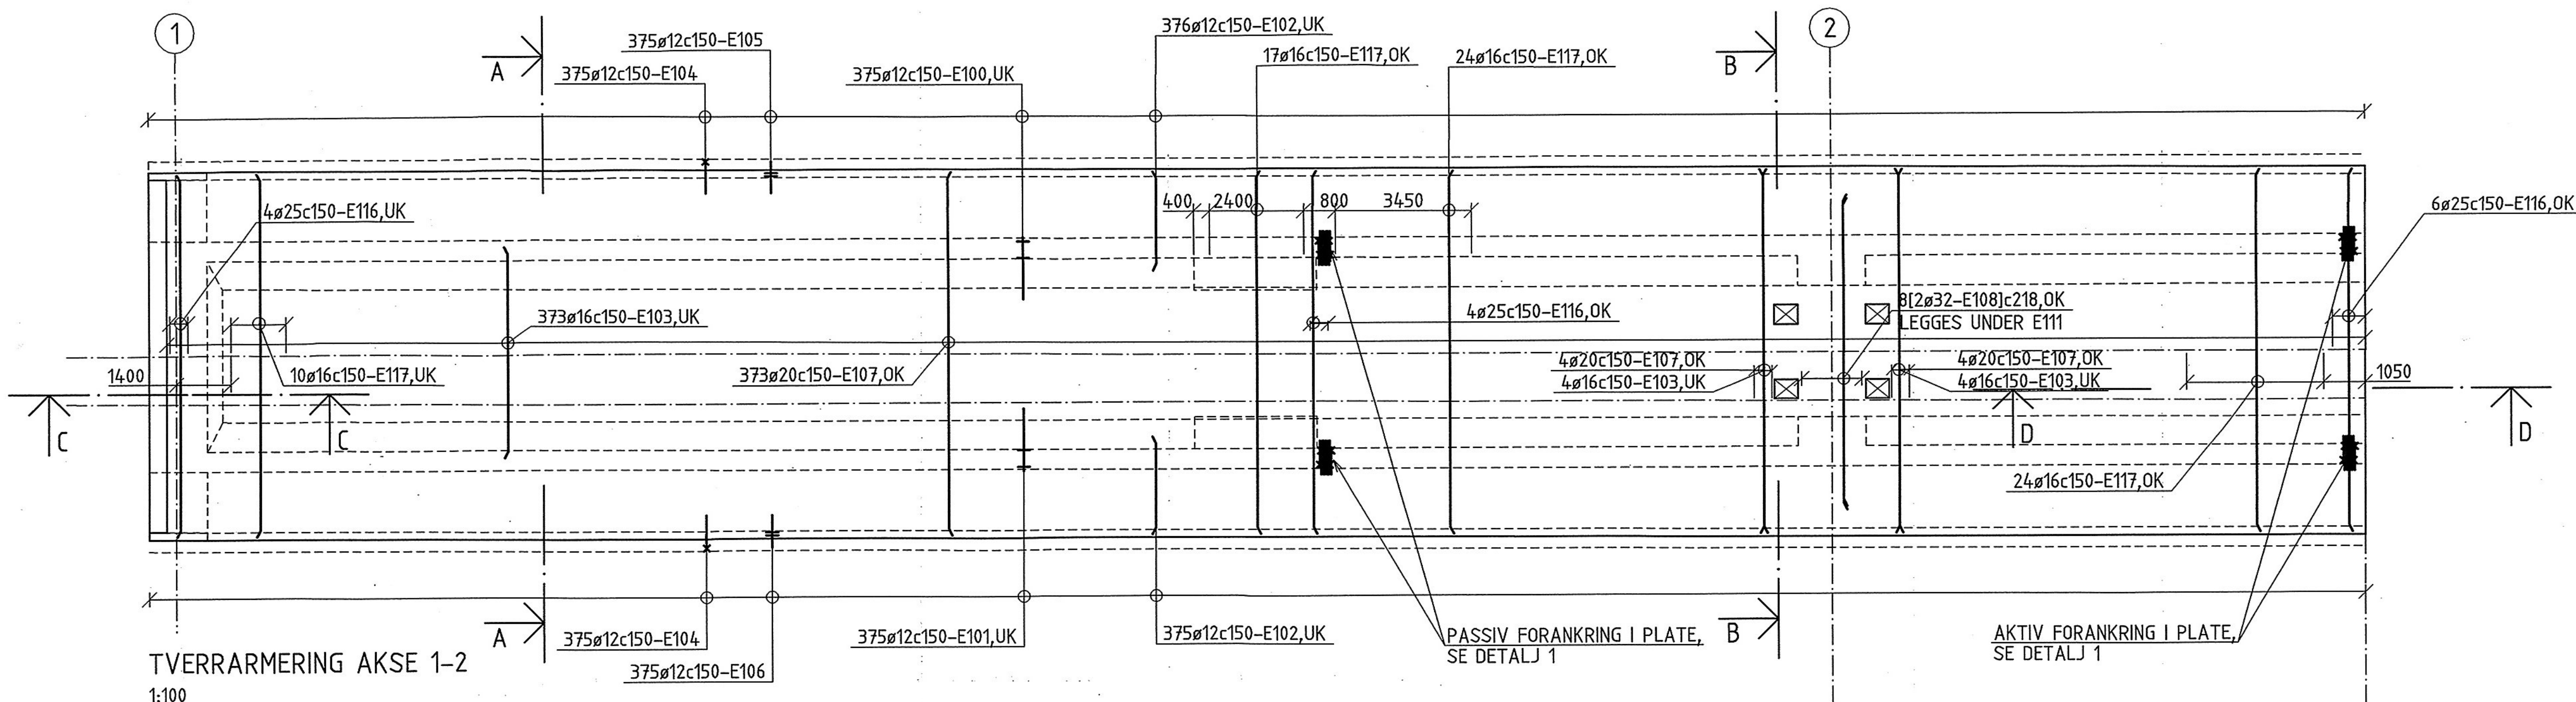 1
2
376ø12c150-E102,UK
375ø12c150-E105
17ø16c150-E117,OK
24ø16c150-E117,OK
A
375ø12c150-E104
375ø12c150-E100,UK
B
400
2400
800
3450
4ø25c150-E116,UK
6ø25c150-E116,OK
8[2ø32-E108]c218,OK
LEGGES UNDER E111
373ø16c150-E103,UK
4ø25c150-E116,OK
4ø20c150-E107,OK
4ø16c150-E103,UK
4ø20c150-E107,OK
4ø16c150-E103,UK
1400
10ø16c150-E117,UK
373ø20c150-E107,OK
1050
C
C
D
D
24ø16c150-E117,OK
A
375ø12c150-E104
375ø12c150-E101,UK
375ø12c150-E102,UK
B
PASSIV FORANKRING I PLATE,
SE DETALJ 1
AKTIV FORANKRING I PLATE,
SE DETALJ 1
375ø12c150-E106
TVERRARMERING AKSE 1-2
1:100